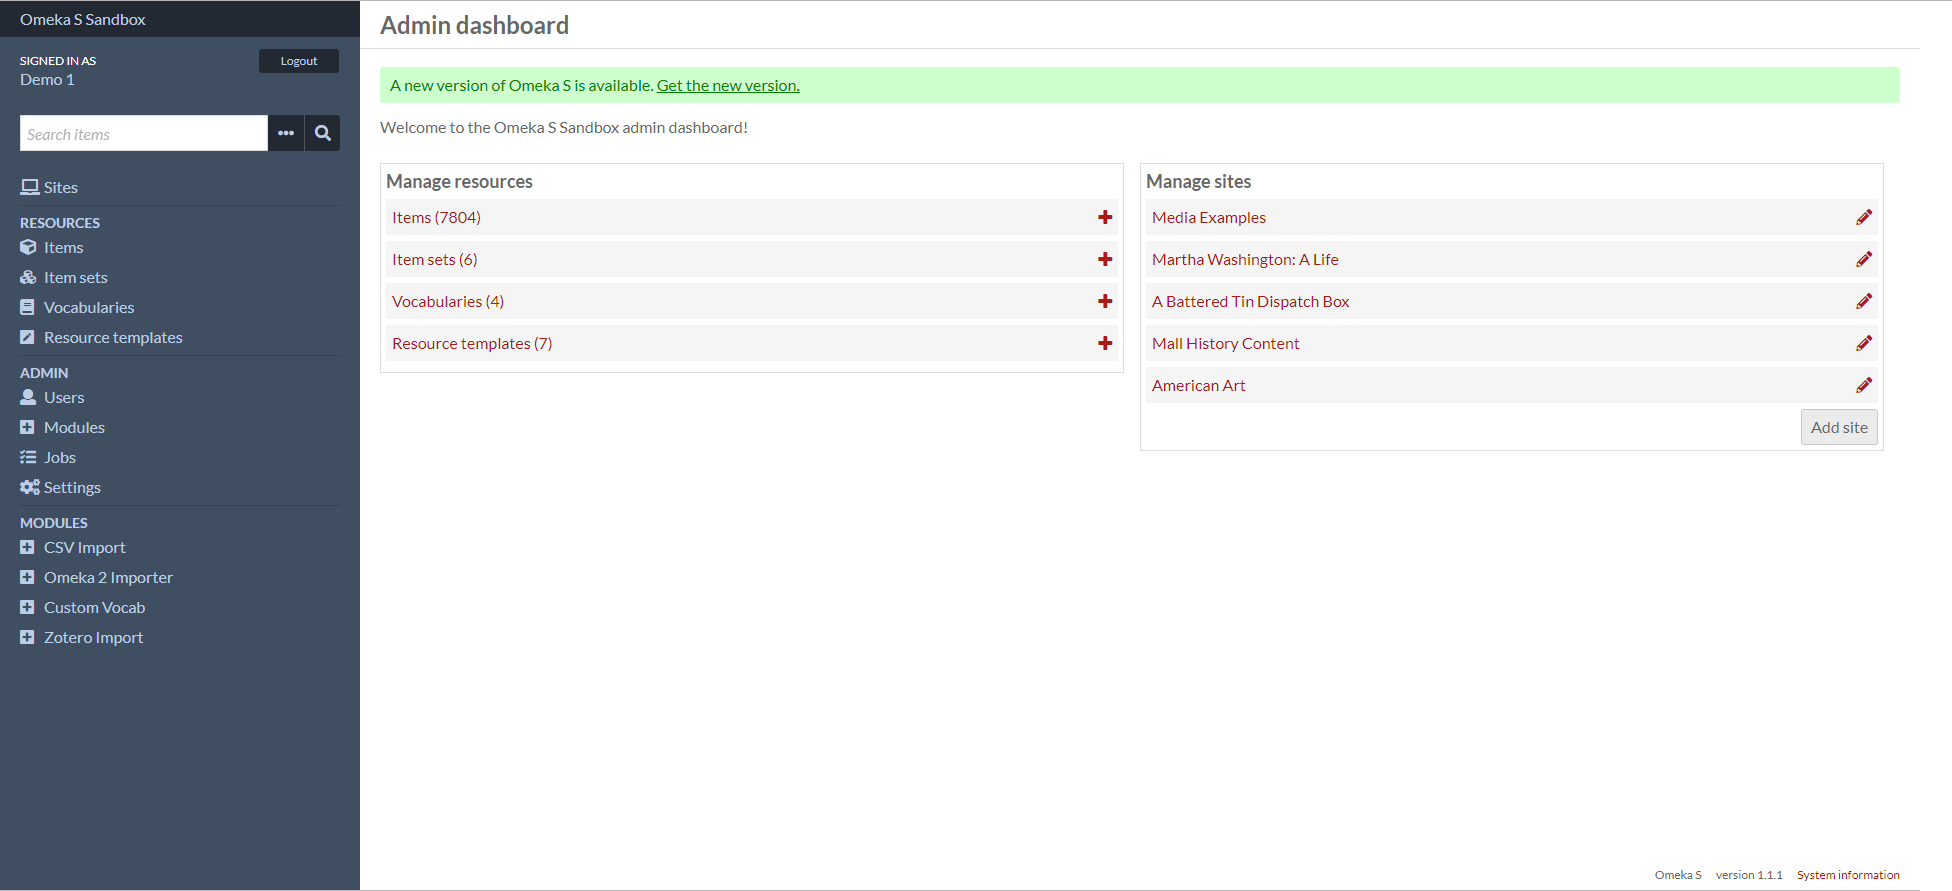 Omeka S Sandbox
SIGNED IN AS
Demo 1
Logout
Search items
Sites
RESOURCES
Items
Item sets
Vocabularies
Resource templates
ADMIN
Users
Modules
Jobs
Settings
MODULES
CSV Import
Omeka 2 Importer
Custom Vocab
Zotero Import
Admin dashboard
A new version of Omeka S is available. Get the new version.
Welcome to the Omeka S Sandbox admin dashboard!
Manage resources
Items (7804)
Item sets (6)
Vocabularies (4)
Resource templates (7)
Manage sites
Media Examples
Martha Washington: A Life
A Battered Tin Dispatch Box
Mall History Content
American Art
Add site
Omeka S version 1.1.1 System information